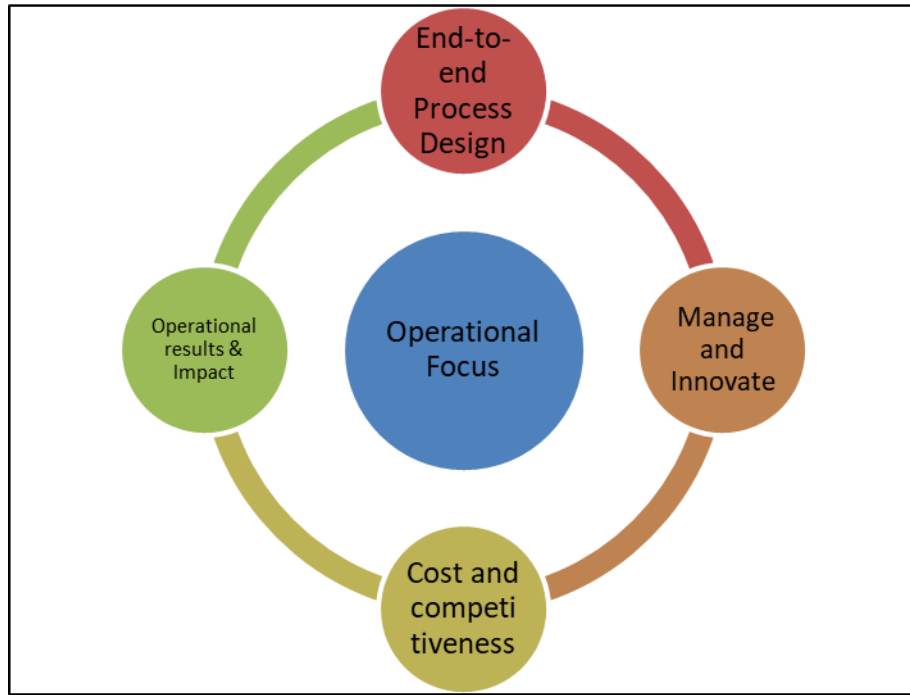 End-to-
end
Process
Design
Operational
Focus
Manage
and
Innovate
Cost and
competi
tiveness
Operational
results &
Impact